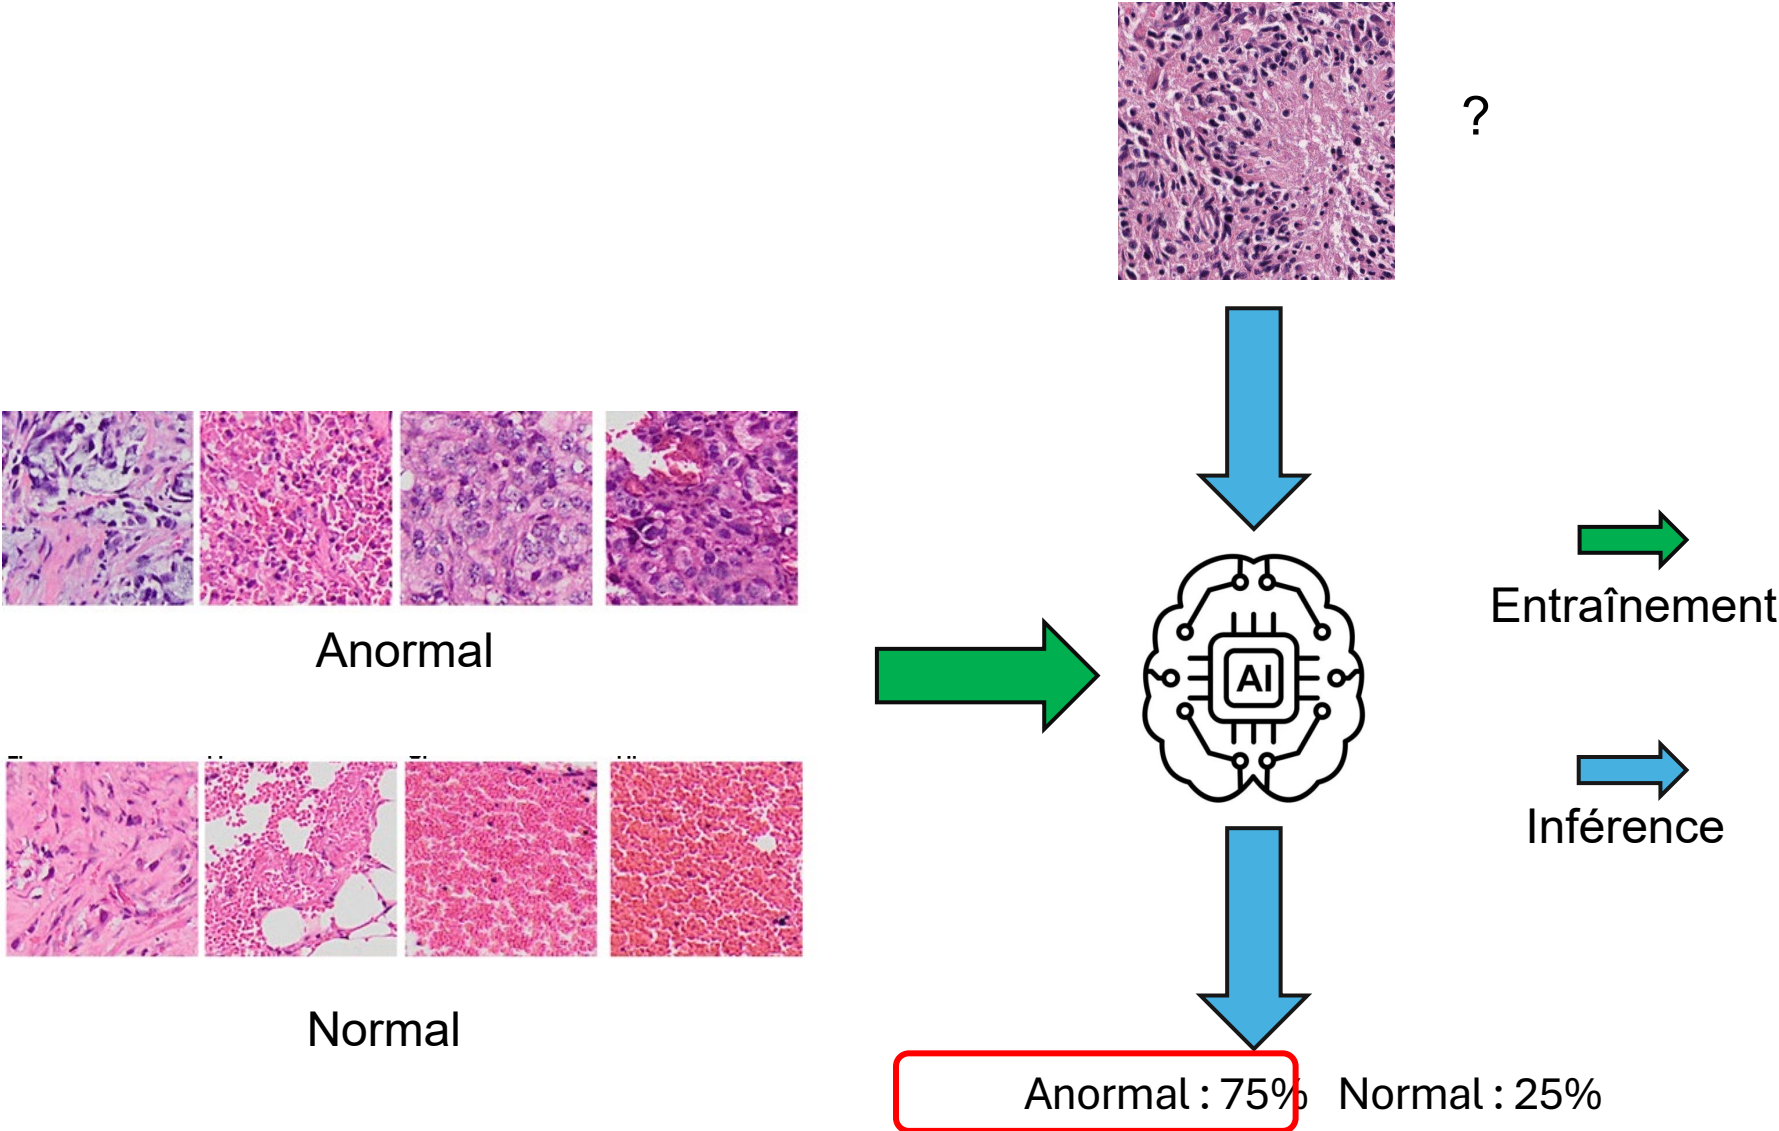 ?
Anormal
AI
Entraînement
Inférence
Normal
Anormal : 75% Normal : 25%